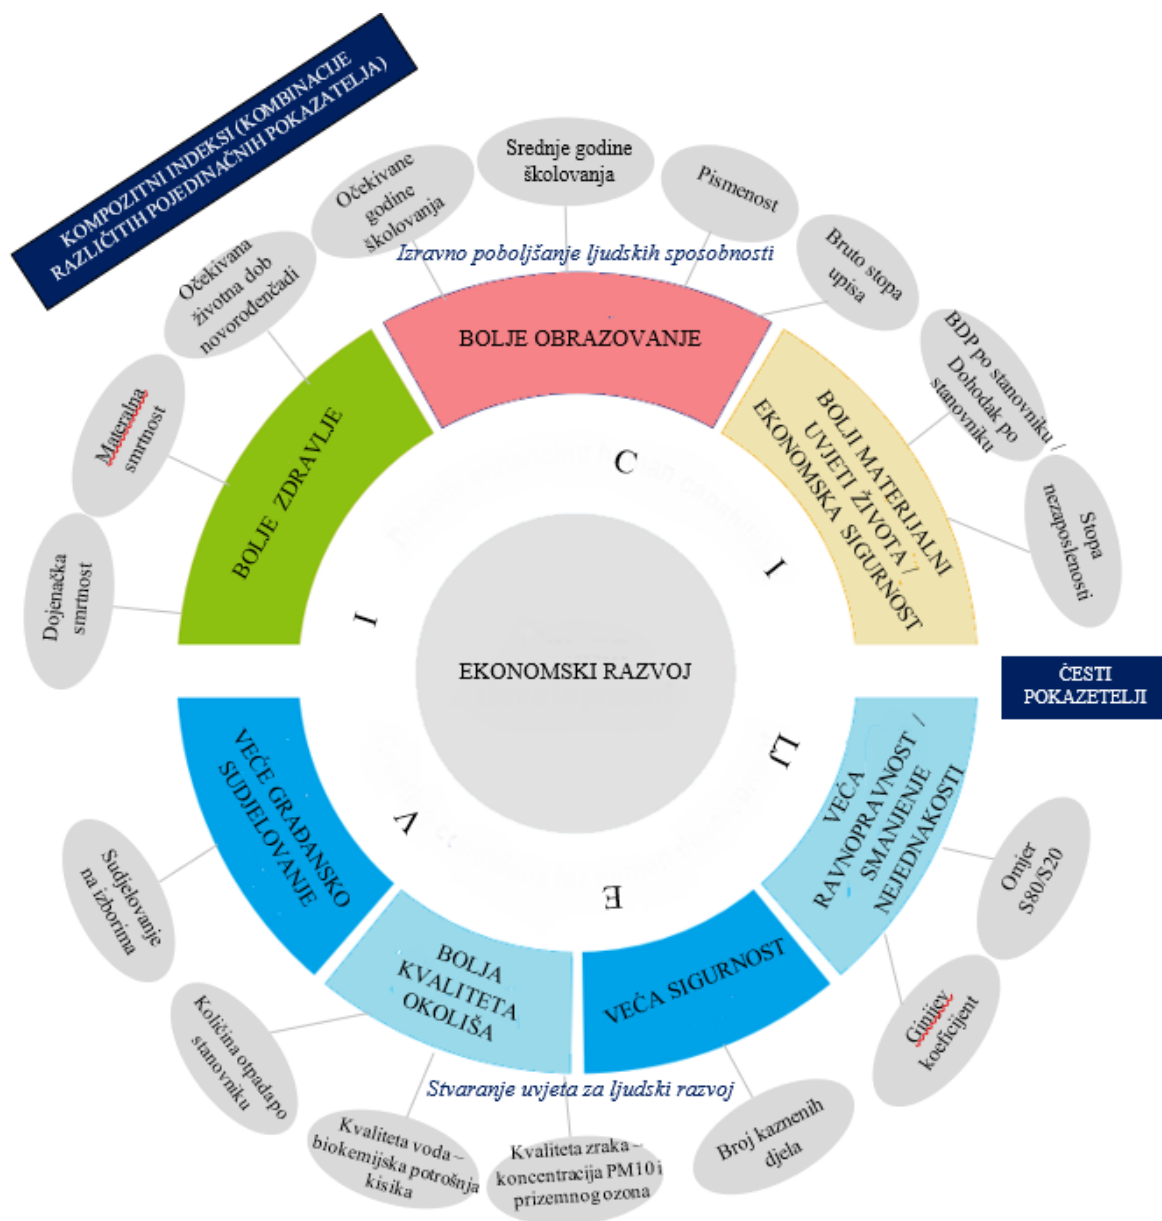 KOMPOZITNI INDEKSI (KOMBINACIJE
RAZLIČITIH POJEDINAČNIH POKAZATELJA)
Očekivane
godine
školovanja
Srednje godine
školovanja
Pismenost
Bruto stopa
upisa
Izravno poboljšanje ljudskih sposobnosti
Očekivana
životna dob
novorođenčadi
BOLJE OBRAZOVANJE
BDP po stanovniku /
Dohodak po
stanovniku
Materalna
smrtnost
BOLJE ZDRAVLJE
BOLJI MATERIJALNI
UVJETI ŽIVOTA /
EKONOMSKA SIGURNOST
Stopa
nezaposlenosti
Dojenačka
smrtnost
C
I
I
LJ
E
V
EKONOMSKI RAZVOJ
ČESTI
POKAZETELJI
VEĆE GRAĐANSKO
SUDJELOVANJE
VEĆA
RAVNOPRAVNOST /
SMANJENJE
NEJEDNAKOSTI
Sudjelovanje
na izborima
Omjer
S80/S20
BOLJA
KVALITETA
OKOLIŠA
VEĆA SIGURNOST
Ginijev
koeficijent
Količina otpada po
stanovniku
Stvaranje uvjeta za ljudski razvoj
Kvaliteta voda –
biokemijska potrošnja
kisika
Kvaliteta zraka –
koncentracija PM10 i
prizemnog ozona
Broj kaznenih
djela